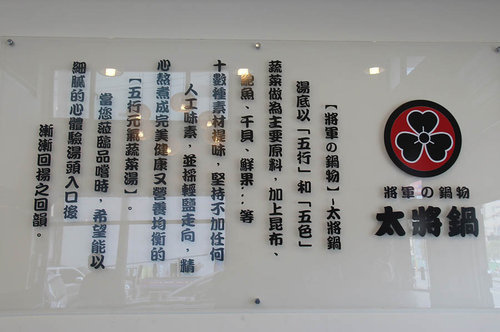 將軍の鍋物
太將鍋
【將軍の鍋物】-太將鍋
湯底以「五行」和「五色」
蔬菜做為主要原料，加上昆布、
鮑魚、干貝、鮮果…等
十數種素材提味，堅持不加任何
人工味素，並採輕鹽走向，精
心熬煮成完美健康又營養均衡的
【五行元氣蔬菜湯】。
當您蒞臨品嚐時，希望能以
細膩的心體驗湯頭入口後
漸漸回揚之回韻。